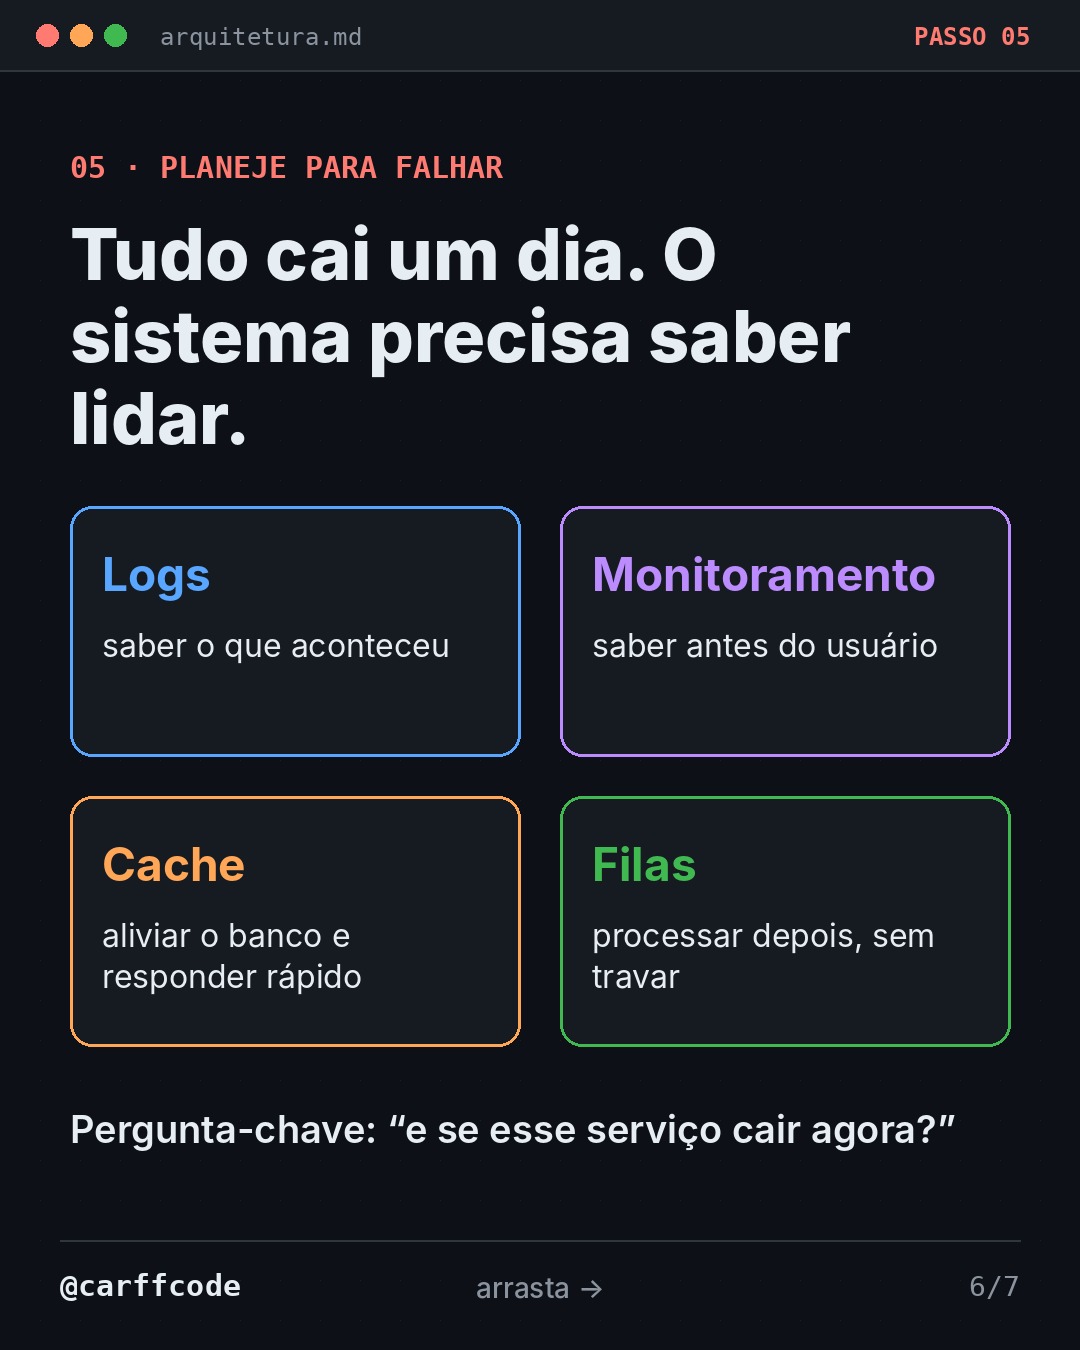 arquitetura.md
PASSO 05
05 · PLANEJE PARA FALHAR
Tudo cai um dia. O
sistema precisa saber
lidar.
Logs
saber o que aconteceu
Monitoramento
saber antes do usuário
Cache
aliviar o banco e
responder rápido
Filas
processar depois, sem
travar
Pergunta-chave: “e se esse serviço cair agora?”
@carffcode
arrasta →
6/7